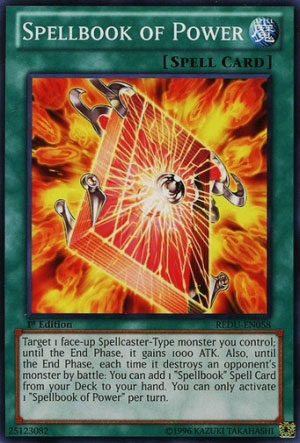 SPELLBOOK OF POWER
[SPELL CARD]
REDU-EN058
1st Edition
Target 1 face-up Spellcaster-Type monster you control;
until the End Phase, it gains 1000 ATK. Also, until
the End Phase, each time it destroys an opponent's
monster by battle: You can add 1 "Spellbook" Spell Card
from your Deck to your hand. You can only activate
1 "Spellbook of Power" per turn.
25123082
©1996 KAZUKI TAKAHASHI